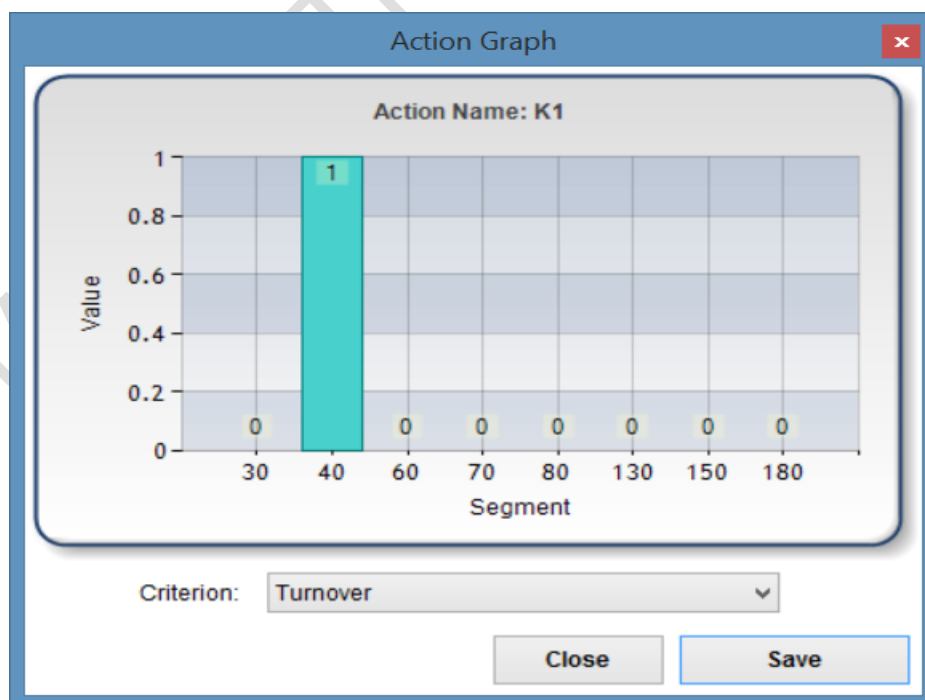 Action Graph
x
Action Name: K1
1
1
0.8
0.6
Value
0.4
0.2
0 0 0 0 0 0 0
0
30 40 60 70 80 130 150 180
Segment
Criterion: Turnover
Close Save